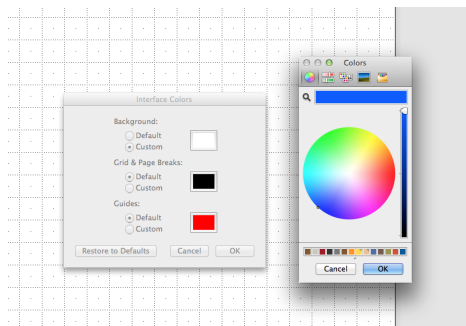 Colors
Interface Colors
Background:
Default
Custom
Grid & Page Breaks:
Default
Custom
Guides:
Default
Custom
Restore to Defaults
Cancel
OK
Cancel
OK